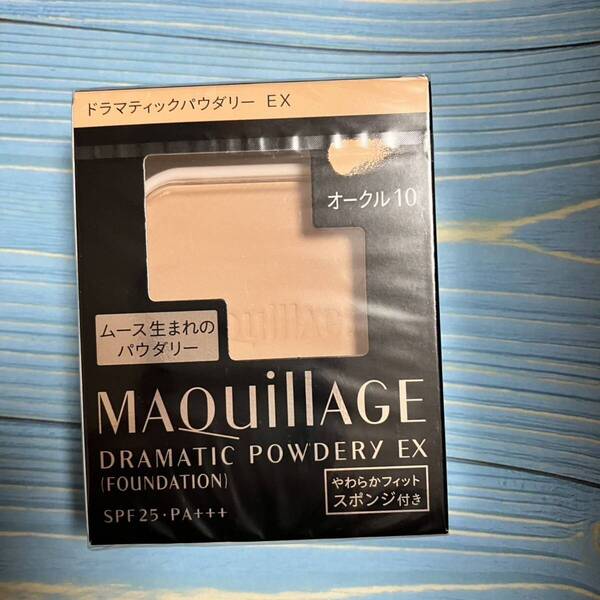 ドラマティックパウダリー EX
オークル10
ムース生まれの
パウダリー
MAQuillAGE
DRAMATIC POWDERY EX
(FOUNDATION)
やわらかフィット
スポンジ付き
SPF25・PA+++